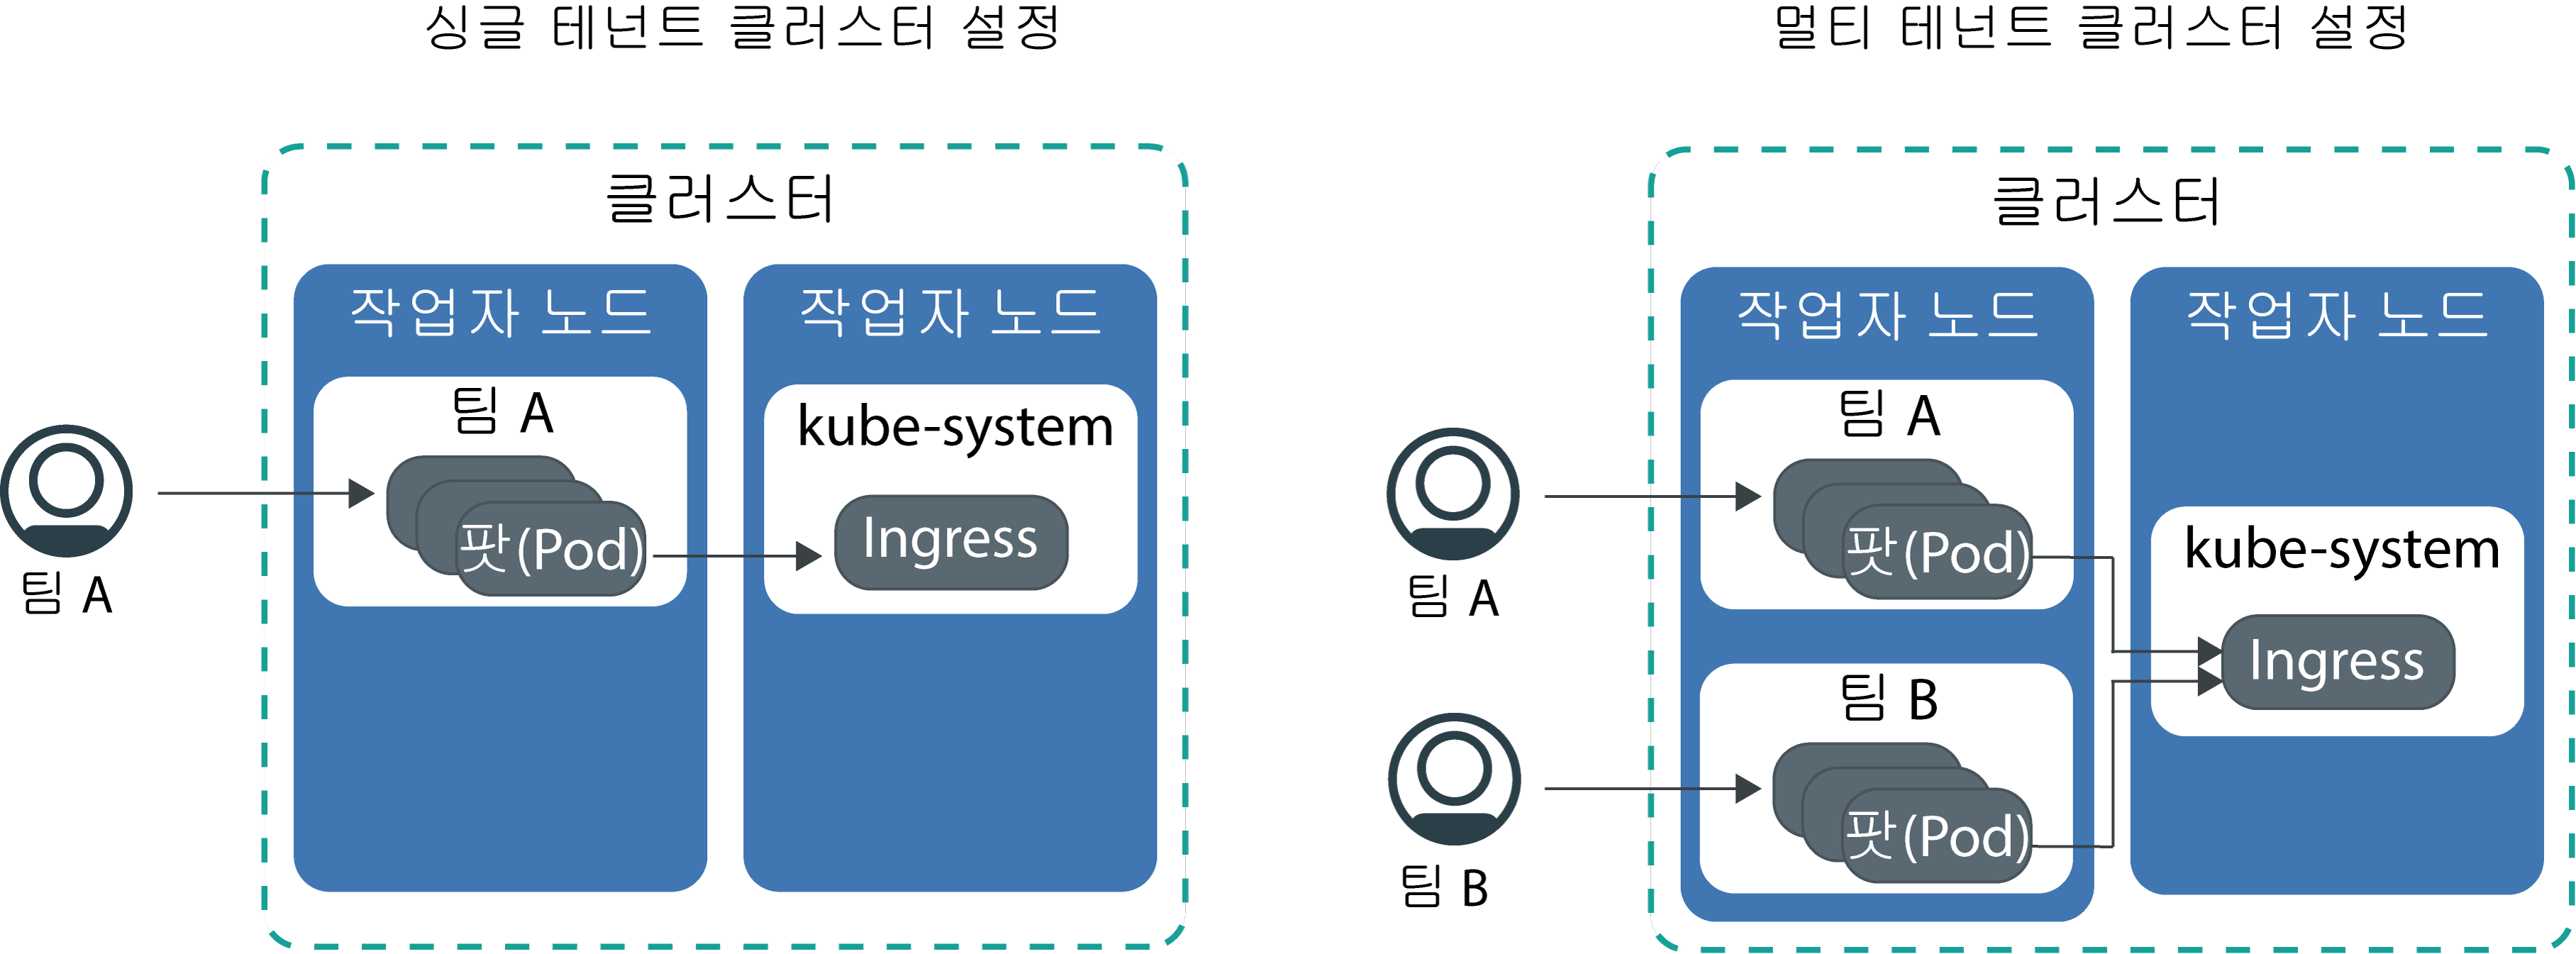 싱글 테넌트 클러스터 설정
클러스터
작업자 노드
팀 A
팟(Pod)
작업자 노드
kube-system
Ingress
팀 A
멀티 테넌트 클러스터 설정
클러스터
작업자 노드
팀 A
팟(Pod)
팀 B
팟(Pod)
작업자 노드
kube-system
Ingress
팀 A
팀 B